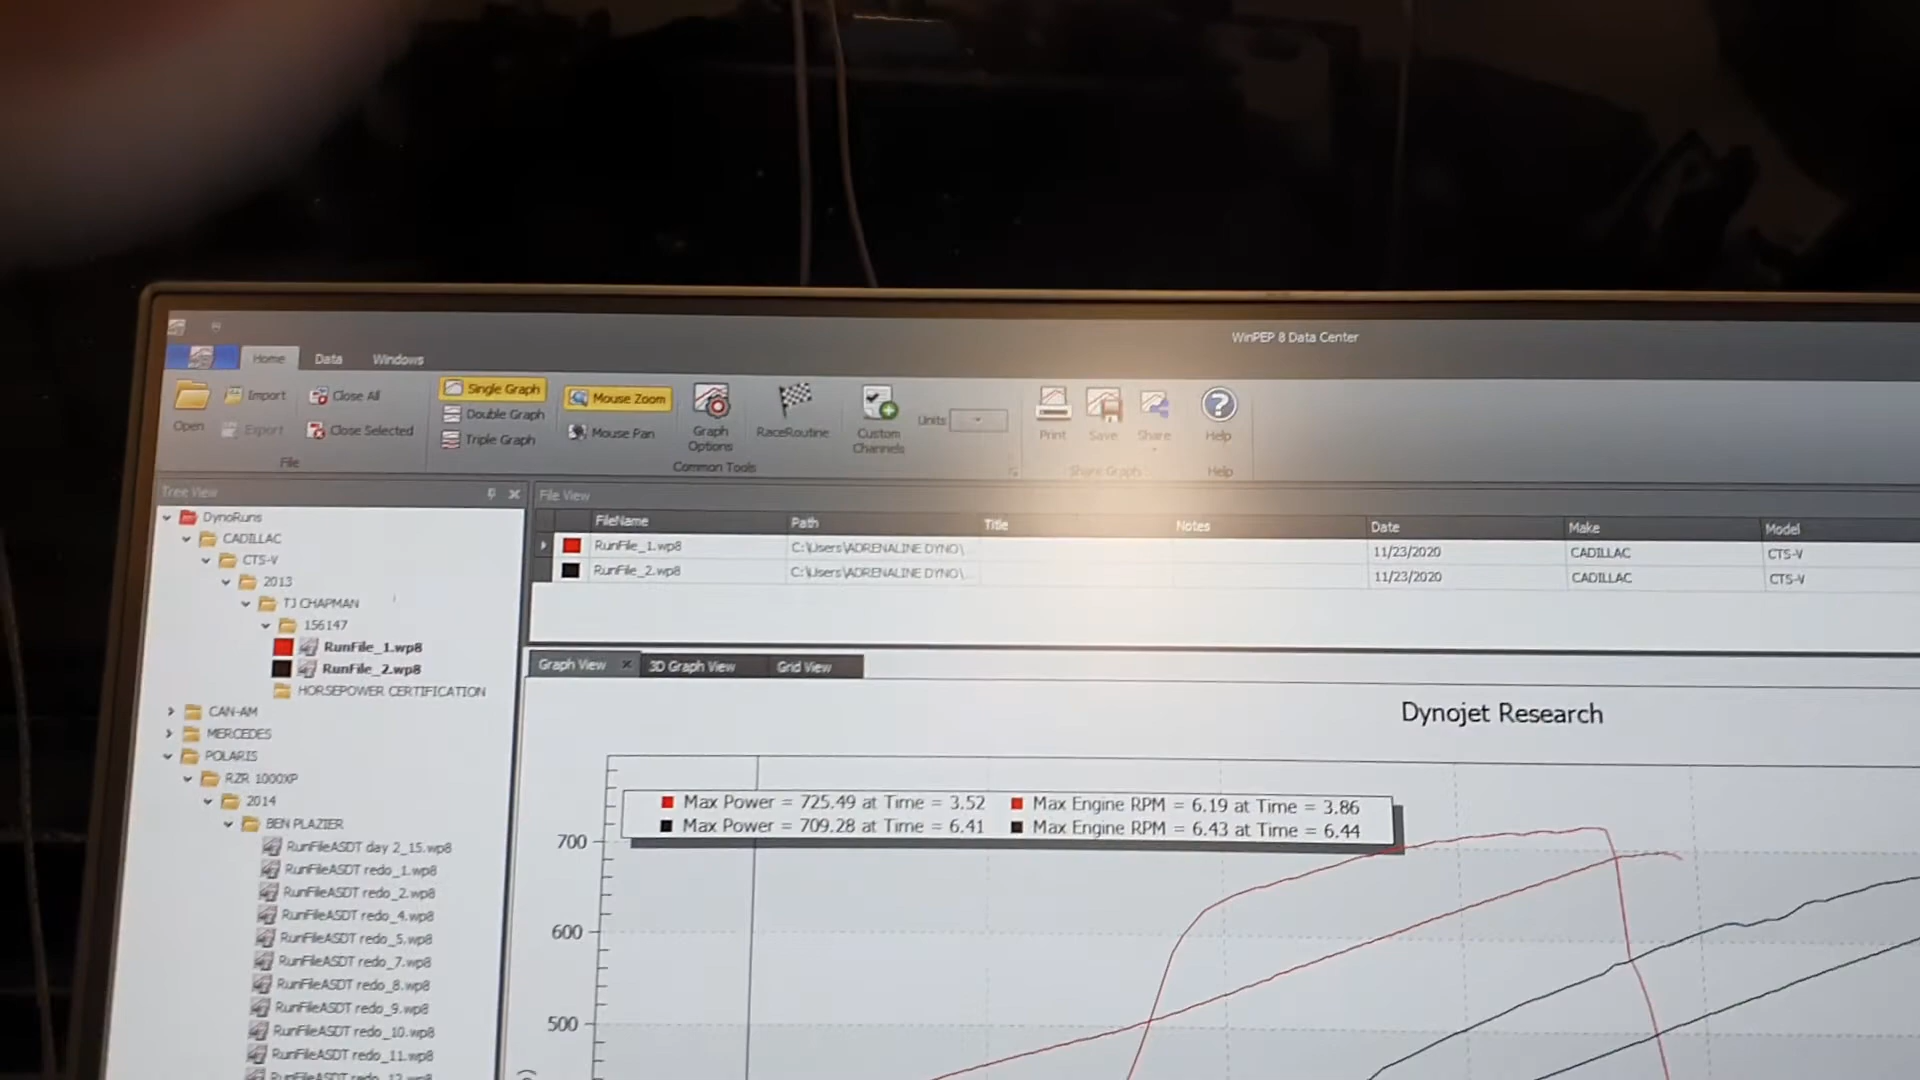 WinPEP 8 Data Center
Home Data Windows
Open
Import
Export
Close All
Close Selected
File
Single Graph
Double Graph
Triple Graph
Mouse Zoom
Mouse Pan
Graph Options
RaceRoutine
Custom Channels
Units
Common Tools
Print
Save
Share
Share Graph
Help
Help
Tree View
DynoRuns
CADILLAC
CTS-V
2013
TJ CHAPMAN
156147
RunFile_1.wp8
RunFile_2.wp8
HORSEPOWER CERTIFICATION
CAN-AM
MERCEDES
POLARIS
RZR 1000XP
2014
BEN PLAZIER
RunFileASDT day 2_15.wp8
RunFileASDT redo_1.wp8
RunFileASDT redo_2.wp8
RunFileASDT redo_4.wp8
RunFileASDT redo_5.wp8
RunFileASDT redo_7.wp8
RunFileASDT redo_8.wp8
RunFileASDT redo_9.wp8
RunFileASDT redo_10.wp8
RunFileASDT redo_11.wp8
RunFileASDT redo_12.wp8
File View
FileName Path Title Notes Date Make Model
RunFile_1.wp8 C:\Users\ADRENALINE DYNO\ 11/23/2020 CADILLAC CTS-V
RunFile_2.wp8 C:\Users\ADRENALINE DYNO\... 11/23/2020 CADILLAC CTS-V
Graph View 3D Graph View Grid View
Dynojet Research
Max Power = 725.49 at Time = 3.52 Max Engine RPM = 6.19 at Time = 3.86
Max Power = 709.28 at Time = 6.41 Max Engine RPM = 6.43 at Time = 6.44
700
600
500